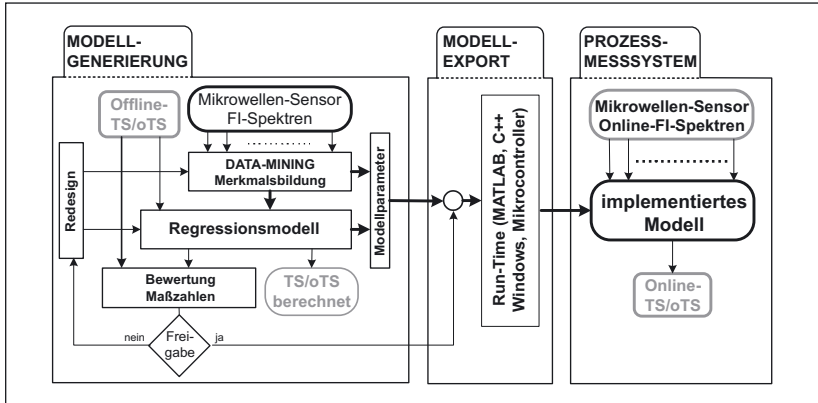 MODELL-
GENERIERUNG
Offline-
TS/oTS
Mikrowellen-Sensor
FI-Spektren
Redesign
DATA-MINING
Merkmalsbildung
Regressionsmodell
Modellparameter
Bewertung
Maßzahlen
TS/oTS
berechnet
nein
Frei-
gabe
ja
MODELL-
EXPORT
Run-Time (MATLAB, C++
Windows, Mikrocontroller)
PROZESS-
MESSSYSTEM
Mikrowellen-Sensor
Online-FI-Spektren
implementiertes
Modell
Online-
TS/oTS